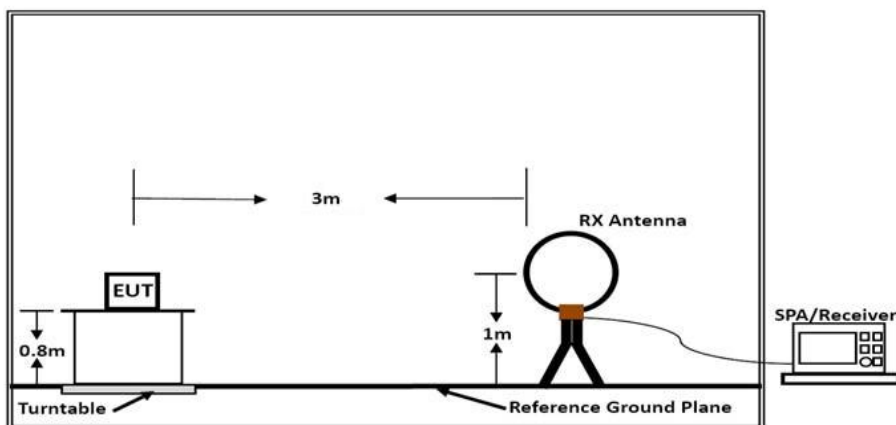 3m
RX Antenna
EUT
SPA/Receiver
0.8m
1m
Turntable
Reference Ground Plane